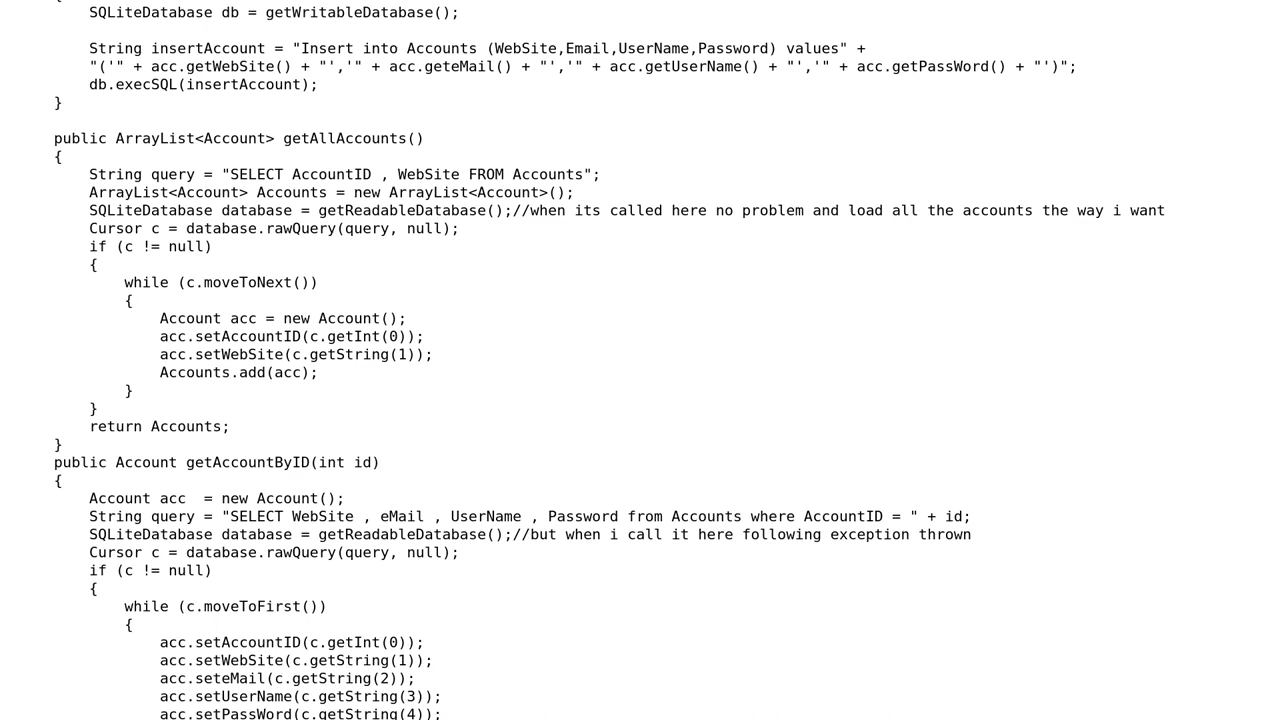 {
    SQLiteDatabase db = getWritableDatabase();

    String insertAccount = "Insert into Accounts (WebSite,Email,UserName,Password) values" +
    "('" + acc.getWebSite() + "','" + acc.geteMail() + "','" + acc.getUserName() + "','" + acc.getPassWord() + "')";
    db.execSQL(insertAccount);
}

public ArrayList<Account> getAllAccounts()
{
    String query = "SELECT AccountID , WebSite FROM Accounts";
    ArrayList<Account> Accounts = new ArrayList<Account>();
    SQLiteDatabase database = getReadableDatabase();//when its called here no problem and load all the accounts the way i want
    Cursor c = database.rawQuery(query, null);
    if (c != null)
    {
        while (c.moveToNext())
        {
            Account acc = new Account();
            acc.setAccountID(c.getInt(0));
            acc.setWebSite(c.getString(1));
            Accounts.add(acc);
        }
    }
    return Accounts;
}
public Account getAccountByID(int id)
{
    Account acc  = new Account();
    String query = "SELECT WebSite , eMail , UserName , Password from Accounts where AccountID = " + id;
    SQLiteDatabase database = getReadableDatabase();//but when i call it here following exception thrown
    Cursor c = database.rawQuery(query, null);
    if (c != null)
    {
        while (c.moveToFirst())
        {
            acc.setAccountID(c.getInt(0));
            acc.setWebSite(c.getString(1));
            acc.seteMail(c.getString(2));
            acc.setUserName(c.getString(3));
            acc.setPassWord(c.getString(4));